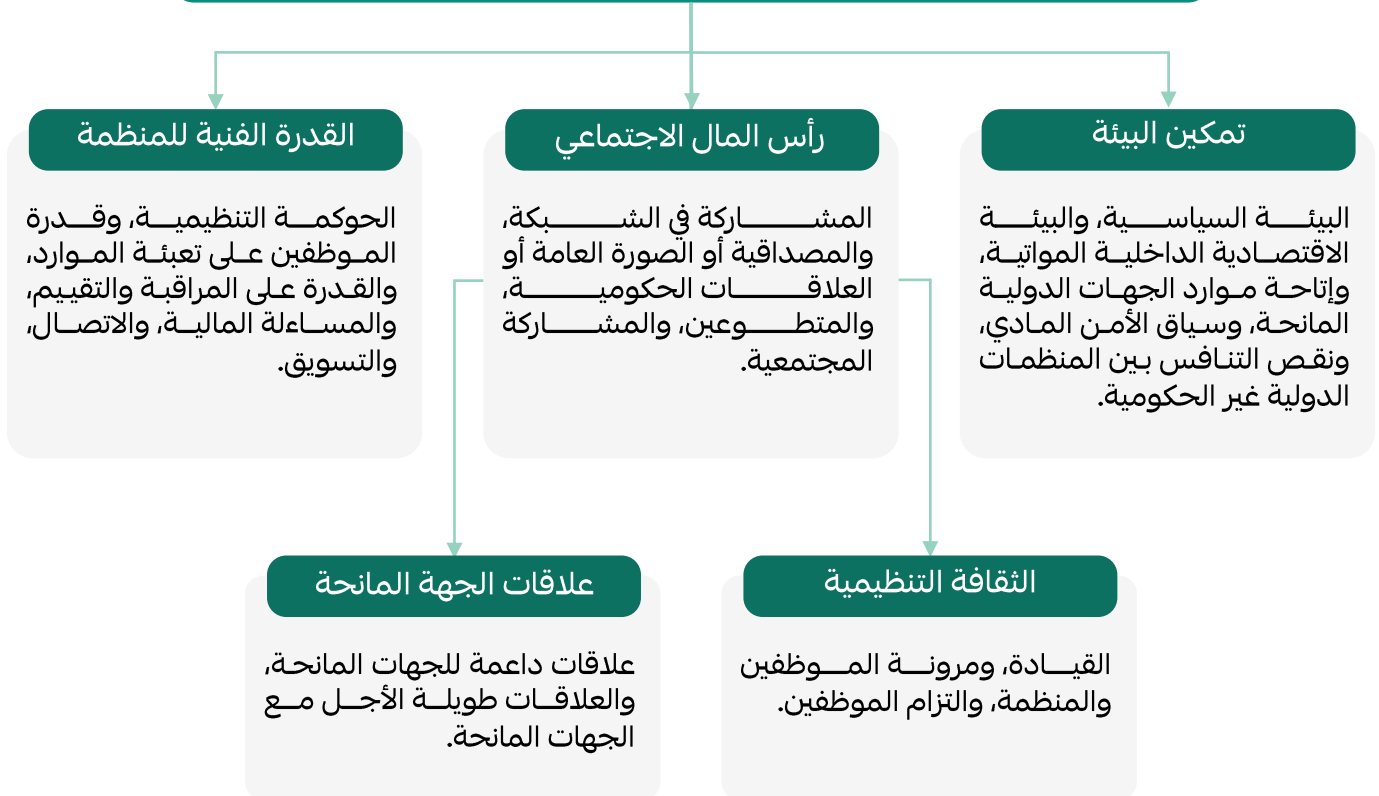 تمكين البيئة
البيئة السياسية، والبيئة
الاقتصادية الداخلية المواتية،
وإتاحة موارد الجهات الدولية
المانحة، وسياق الأمن المادي،
ونقص التنافس بين المنظمات
الدولية غير الحكومية.
رأس المال الاجتماعي
المشاركة في الشبكة،
والمصداقية أو الصورة العامة أو
العلاقات الحكومية،
والمتطوعين، والمشاركة
المجتمعية.
القدرة الفنية للمنظمة
الحوكمة التنظيمية، وقدرة
الموظفين على تعبئة الموارد،
والقدرة على المراقبة والتقييم،
والمساءلة المالية، والاتصال،
والتسويق.
الثقافة التنظيمية
القيادة، ومرونة الموظفين
والمنظمة، والتزام الموظفين.
علاقات الجهة المانحة
علاقات داعمة للجهات المانحة،
والعلاقات طويلة الأجل مع
الجهات المانحة.